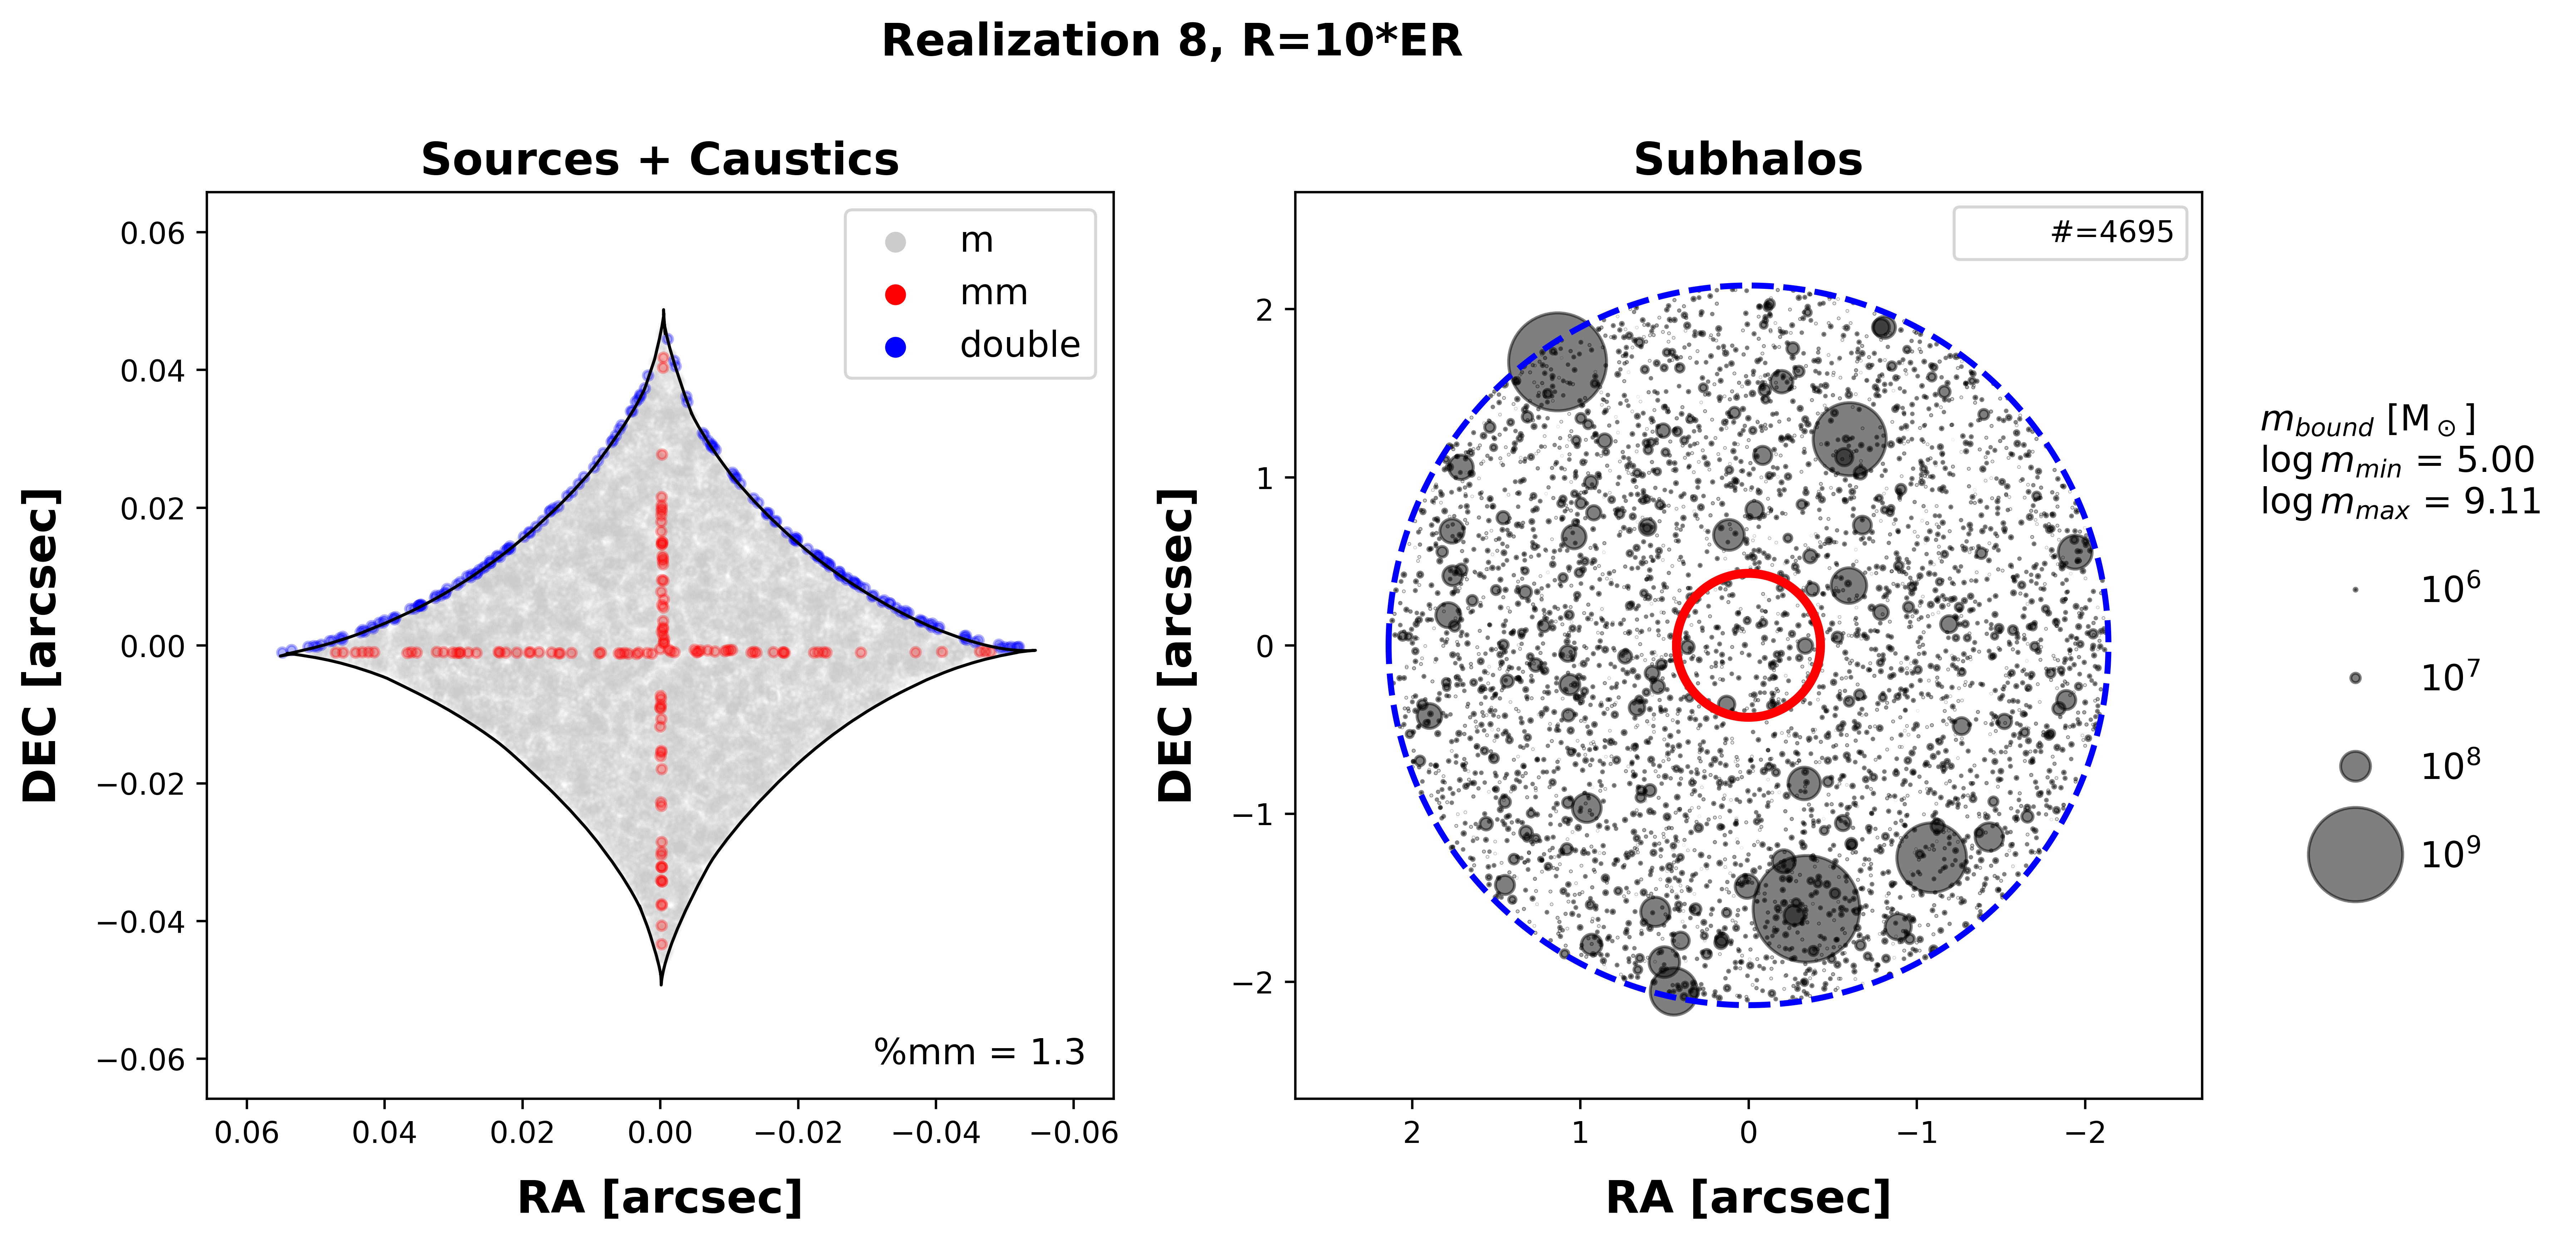 Realization 8, R=10*ER
Sources + Caustics
m
mm
double
0.06
0.04
0.02
0.00
−0.02
−0.04
−0.06
%mm = 1.3
0.06
0.04
0.02
0.00
−0.02
−0.04
−0.06
DEC [arcsec]
RA [arcsec]
Subhalos
#=4695
2
1
0
−1
−2
2
1
0
−1
−2
DEC [arcsec]
RA [arcsec]
m_bound [M_⊙]
log m_min = 5.00
log m_max = 9.11
10^6
10^7
10^8
10^9